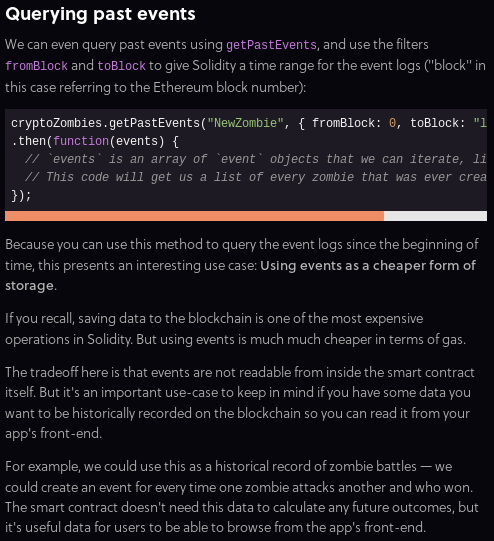 Querying past events
We can even query past events using getPastEvents, and use the filters
fromBlock and toBlock to give Solidity a time range for the event logs ("block" in
this case referring to the Ethereum block number):
cryptoZombies.getPastEvents("NewZombie", { fromBlock: 0, toBlock: "l
.then(function(events) {
// `events` is an array of `event` objects that we can iterate, li
// This code will get us a list of every zombie that was ever crea
});
Because you can use this method to query the event logs since the beginning of
time, this presents an interesting use case: Using events as a cheaper form of
storage.
If you recall, saving data to the blockchain is one of the most expensive
operations in Solidity. But using events is much much cheaper in terms of gas.
The tradeoff here is that events are not readable from inside the smart contract
itself. But it's an important use-case to keep in mind if you have some data you
want to be historically recorded on the blockchain so you can read it from your
app's front-end.
For example, we could use this as a historical record of zombie battles — we
could create an event for every time one zombie attacks another and who won.
The smart contract doesn't need this data to calculate any future outcomes, but
it's useful data for users to be able to browse from the app's front-end.